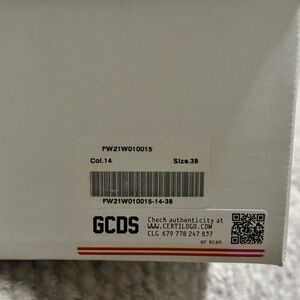 FW21W010015
Col.14 Size.38
FW21W010015-14-38
GCDS
Check authenticity at
WWW.CERTILOGO.COM
CLG 679 778 247 837
or scan